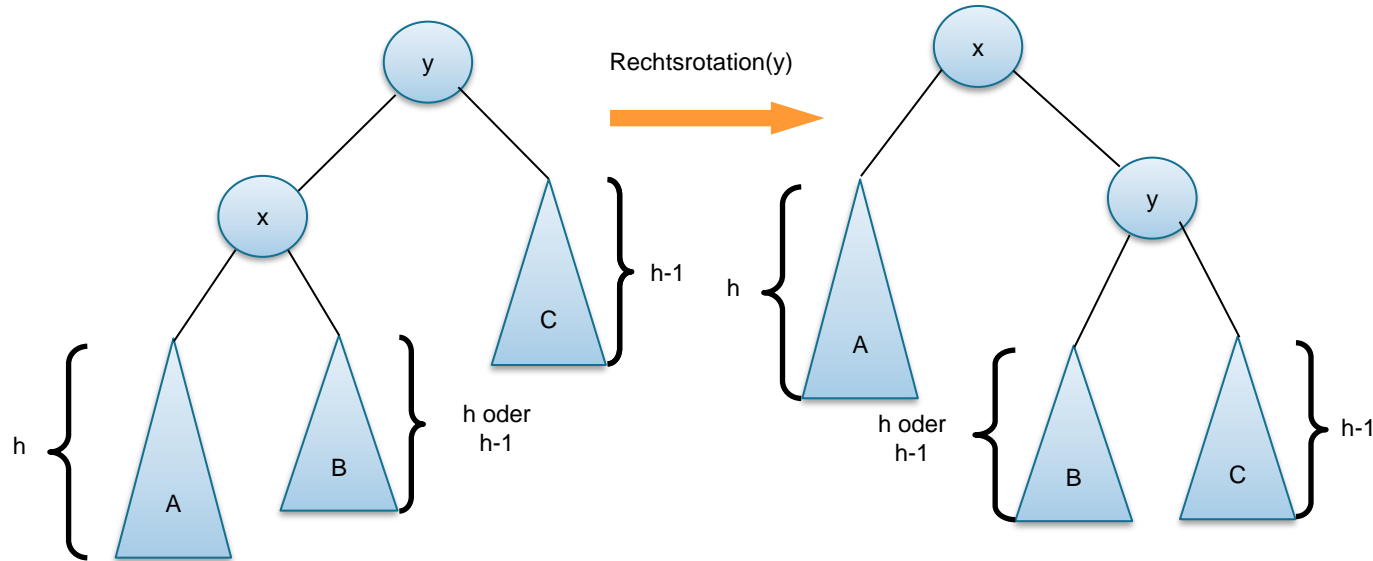 y
Rechtsrotation(y)
x
x
y
C
h-1
h
A
h
A
B
h oder
h-1
h oder
h-1
B
C
h-1